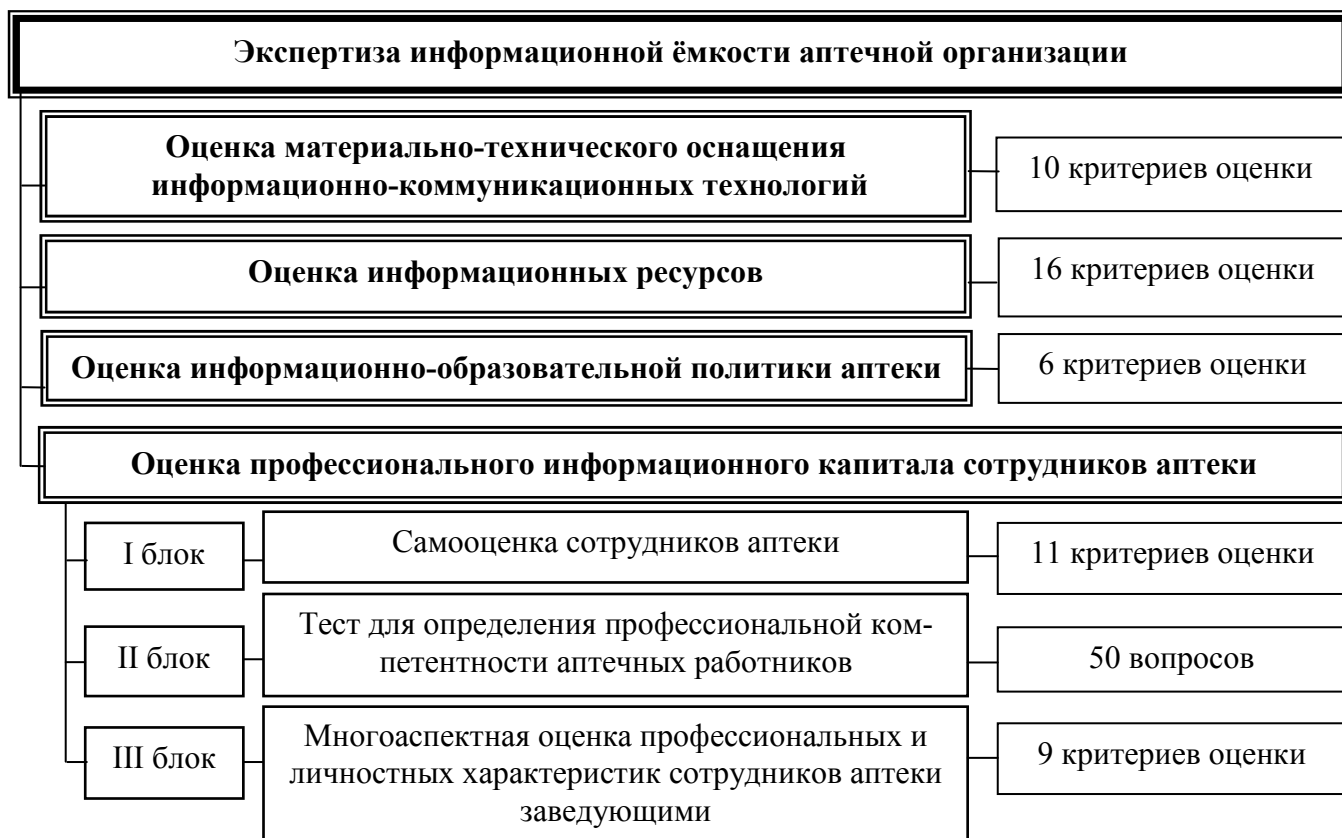 Экспертиза информационной ёмкости аптечной организации
Оценка материально-технического оснащения
информационно-коммуникационных технологий
10 критериев оценки
Оценка информационных ресурсов
16 критериев оценки
Оценка информационно-образовательной политики аптеки
6 критериев оценки
Оценка профессионального информационного капитала сотрудников аптеки
I блок
Самооценка сотрудников аптеки
11 критериев оценки
II блок
Тест для определения профессиональной ком-
петентности аптечных работников
50 вопросов
III блок
Многоаспектная оценка профессиональных и
личностных характеристик сотрудников аптеки
заведующими
9 критериев оценки